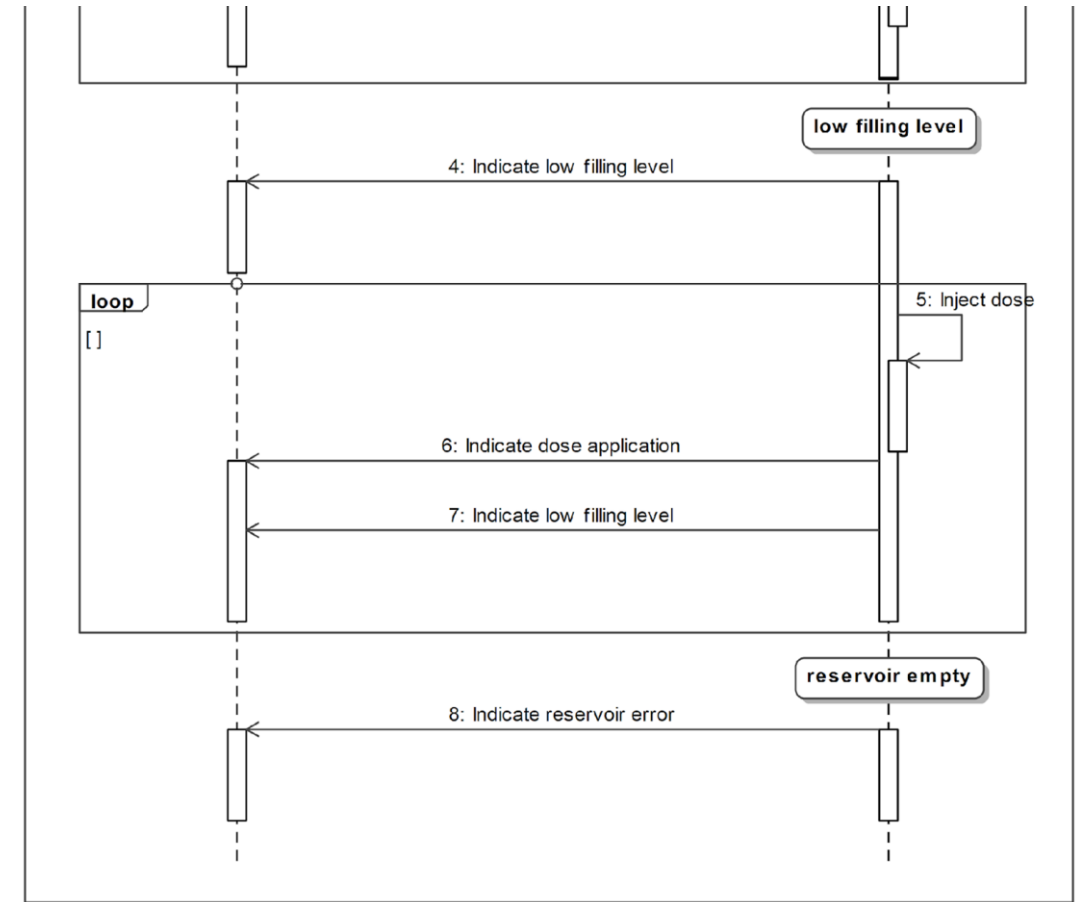 low filling level
4: Indicate low filling level
loop
5: Inject dose
[ ]
6: Indicate dose application
7: Indicate low filling level
reservoir empty
8: Indicate reservoir error